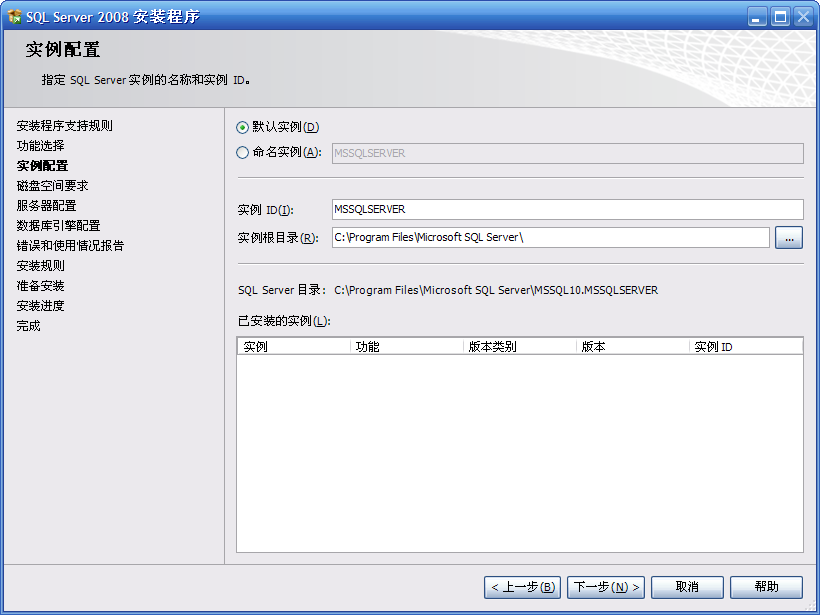 SQL Server 2008 安装程序
实例配置
指定 SQL Server 实例的名称和实例 ID。
安装程序支持规则
功能选择
实例配置
磁盘空间要求
服务器配置
数据库引擎配置
错误和使用情况报告
安装规则
准备安装
安装进度
完成
默认实例(D)
命名实例(A): MSSQLSERVER
实例 ID(I): MSSQLSERVER
实例根目录(R): C:\Program Files\Microsoft SQL Server\ ...
SQL Server 目录: C:\Program Files\Microsoft SQL Server\MSSQL10.MSSQLSERVER
已安装的实例(L):
实例 功能 版本类别 版本 实例 ID
< 上一步(B) 下一步(N) > 取消 帮助